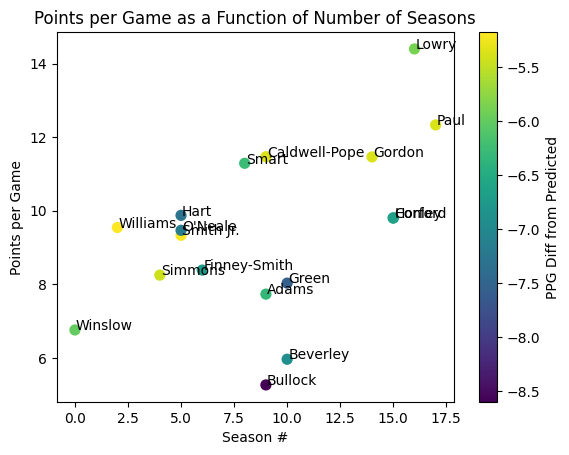 Points per Game as a Function of Number of Seasons
Lowry
Paul
Caldwell-Pope
Gordon
Smart
Hart
Horford
Williams
O'Neale
Smith Jr.
Finney-Smith
Simmons
Green
Adams
Winslow
Beverley
Bullock
14
12
10
8
6
Points per Game
0.0 2.5 5.0 7.5 10.0 12.5 15.0 17.5
Season #
−5.5
−6.0
−6.5
−7.0
−7.5
−8.0
−8.5
PPG Diff from Predicted